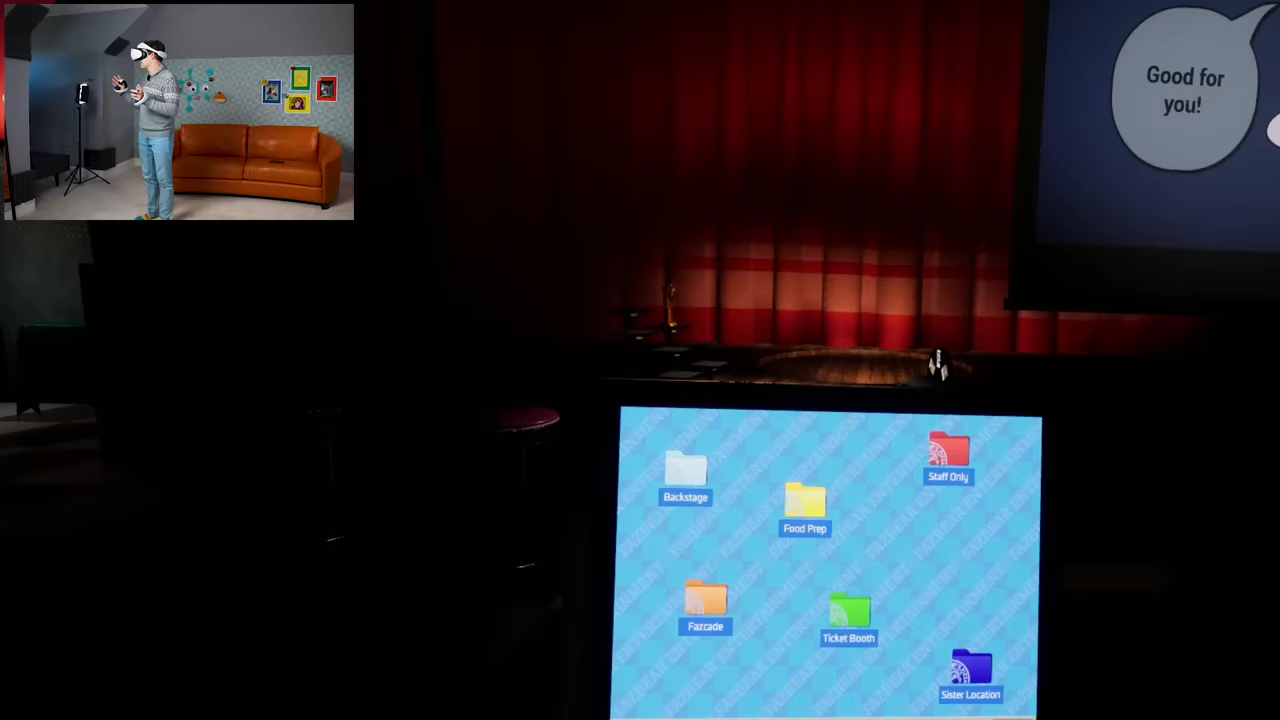 Good for
you!
Staff Only
Backstage
Food Prep
Fazcade
Ticket Booth
Sister Location